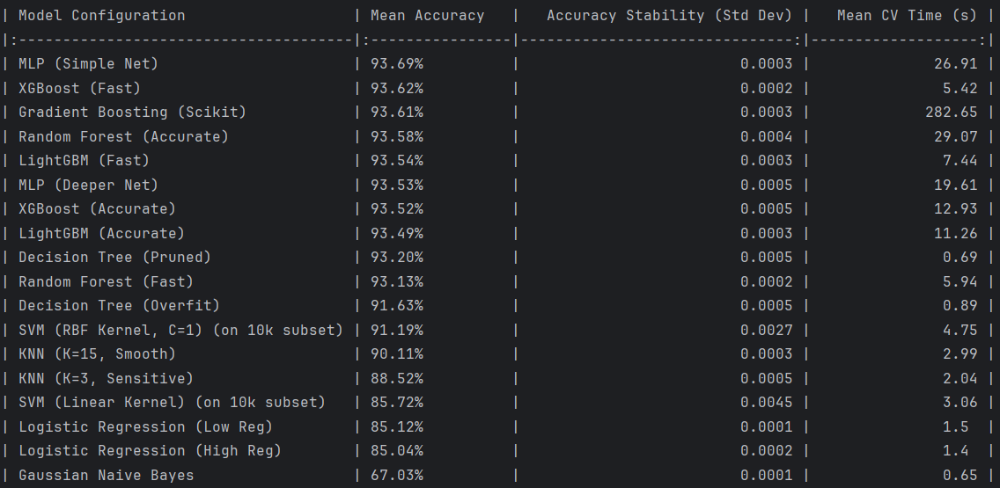 | Model Configuration                   | Mean Accuracy   |   Accuracy Stability (Std Dev) |   Mean CV Time (s) |
|:--------------------------------------|:----------------|-------------------------------:|-------------------:|
| MLP (Simple Net)                      | 93.69%          |                         0.0003 |              26.91 |
| XGBoost (Fast)                        | 93.62%          |                         0.0002 |               5.42 |
| Gradient Boosting (Scikit)            | 93.61%          |                         0.0003 |             282.65 |
| Random Forest (Accurate)              | 93.58%          |                         0.0004 |              29.07 |
| LightGBM (Fast)                       | 93.54%          |                         0.0003 |               7.44 |
| MLP (Deeper Net)                      | 93.53%          |                         0.0005 |              19.61 |
| XGBoost (Accurate)                    | 93.52%          |                         0.0005 |              12.93 |
| LightGBM (Accurate)                   | 93.49%          |                         0.0003 |              11.26 |
| Decision Tree (Pruned)                | 93.20%          |                         0.0005 |               0.69 |
| Random Forest (Fast)                  | 93.13%          |                         0.0002 |               5.94 |
| Decision Tree (Overfit)               | 91.63%          |                         0.0005 |               0.89 |
| SVM (RBF Kernel, C=1) (on 10k subset) | 91.19%          |                         0.0027 |               4.75 |
| KNN (K=15, Smooth)                    | 90.11%          |                         0.0003 |               2.99 |
| KNN (K=3, Sensitive)                  | 88.52%          |                         0.0005 |               2.04 |
| SVM (Linear Kernel) (on 10k subset)   | 85.72%          |                         0.0045 |               3.06 |
| Logistic Regression (Low Reg)         | 85.12%          |                         0.0001 |               1.5  |
| Logistic Regression (High Reg)        | 85.04%          |                         0.0002 |               1.4  |
| Gaussian Naive Bayes                  | 67.03%          |                         0.0001 |               0.65 |